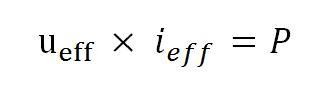 u_eff × i_eff = P